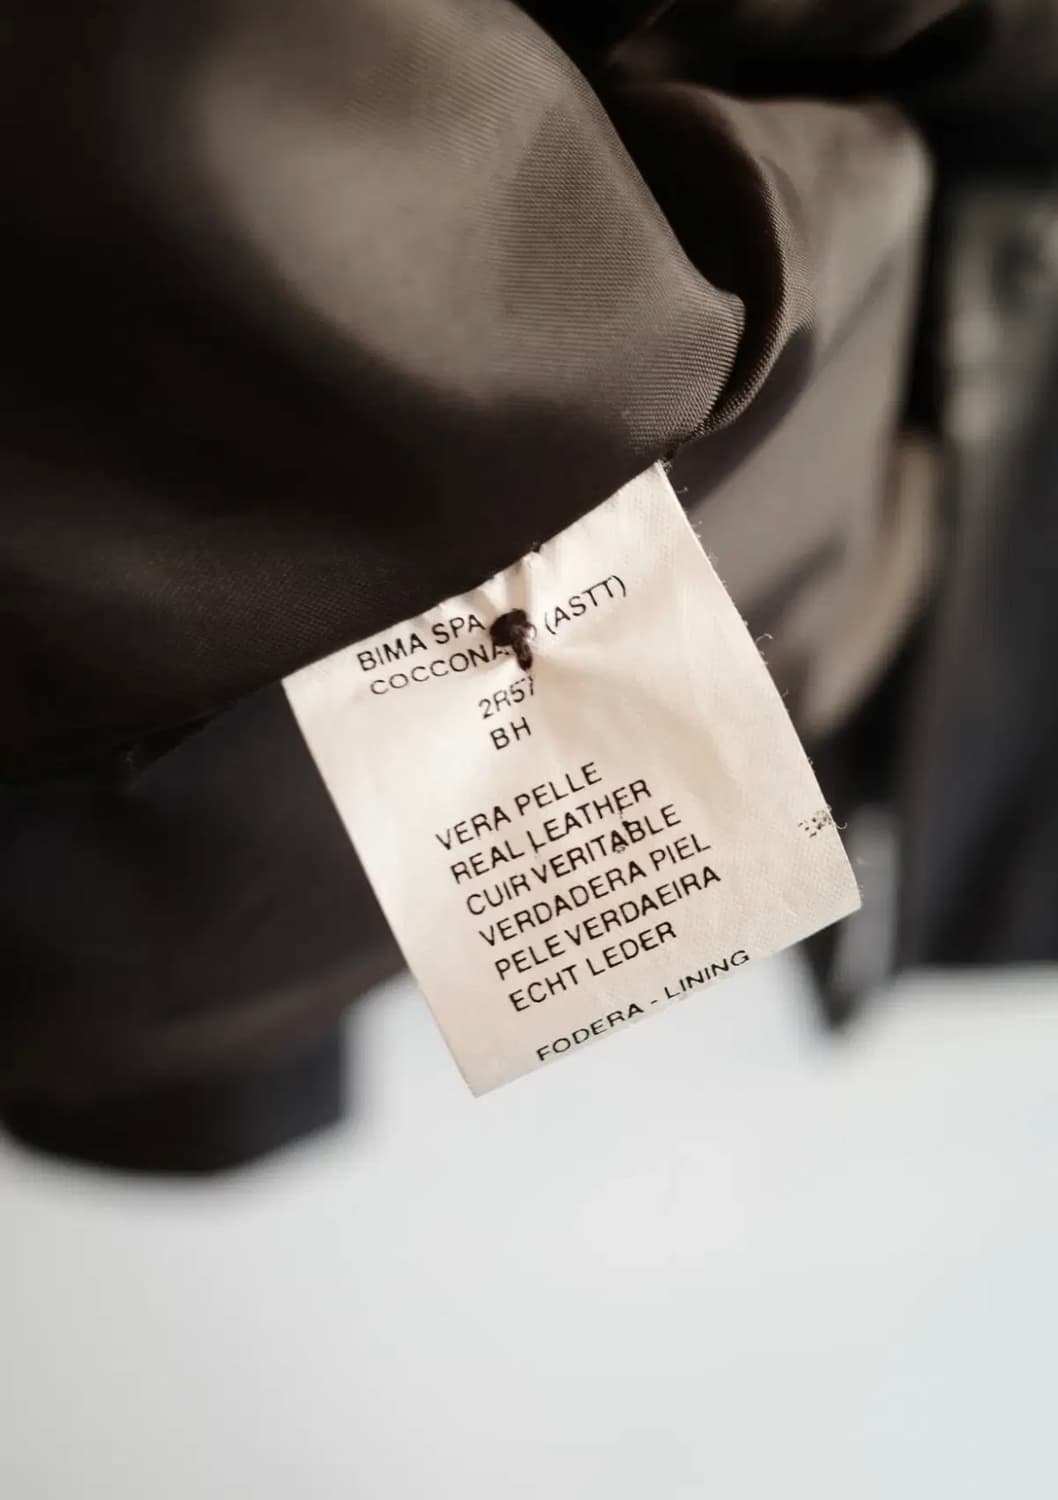 BIMA SPA
(ASTT)
2R57
BH
VERA PELLE
REAL LEATHER
CUIR VERITABLE
VERDADERA PIEL
PELE VERDAEIRA
ECHT LEDER
FODERA - LINING